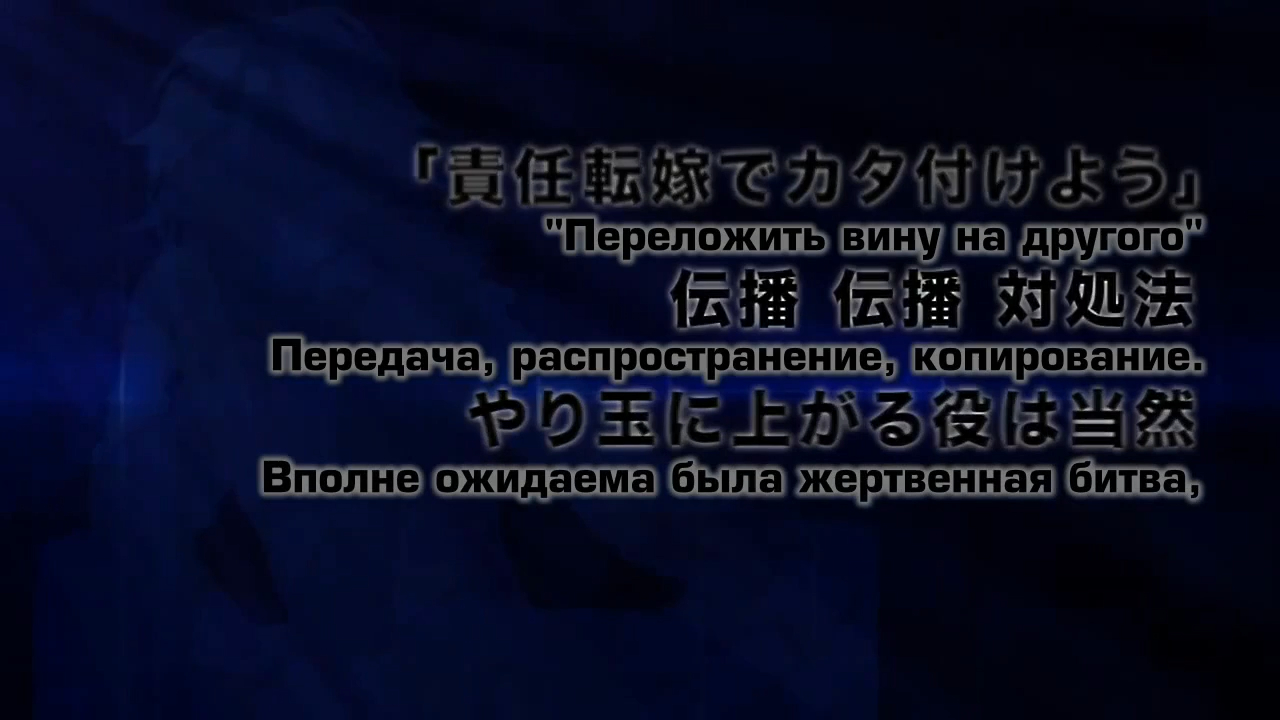 「責任転嫁でカタ付けよう」
"Переложить вину на другого"
伝播 伝播 対処法
Передача, распространение, копирование.
やり玉に上がる役は当然
Вполне ожидаема была жертвенная битва,